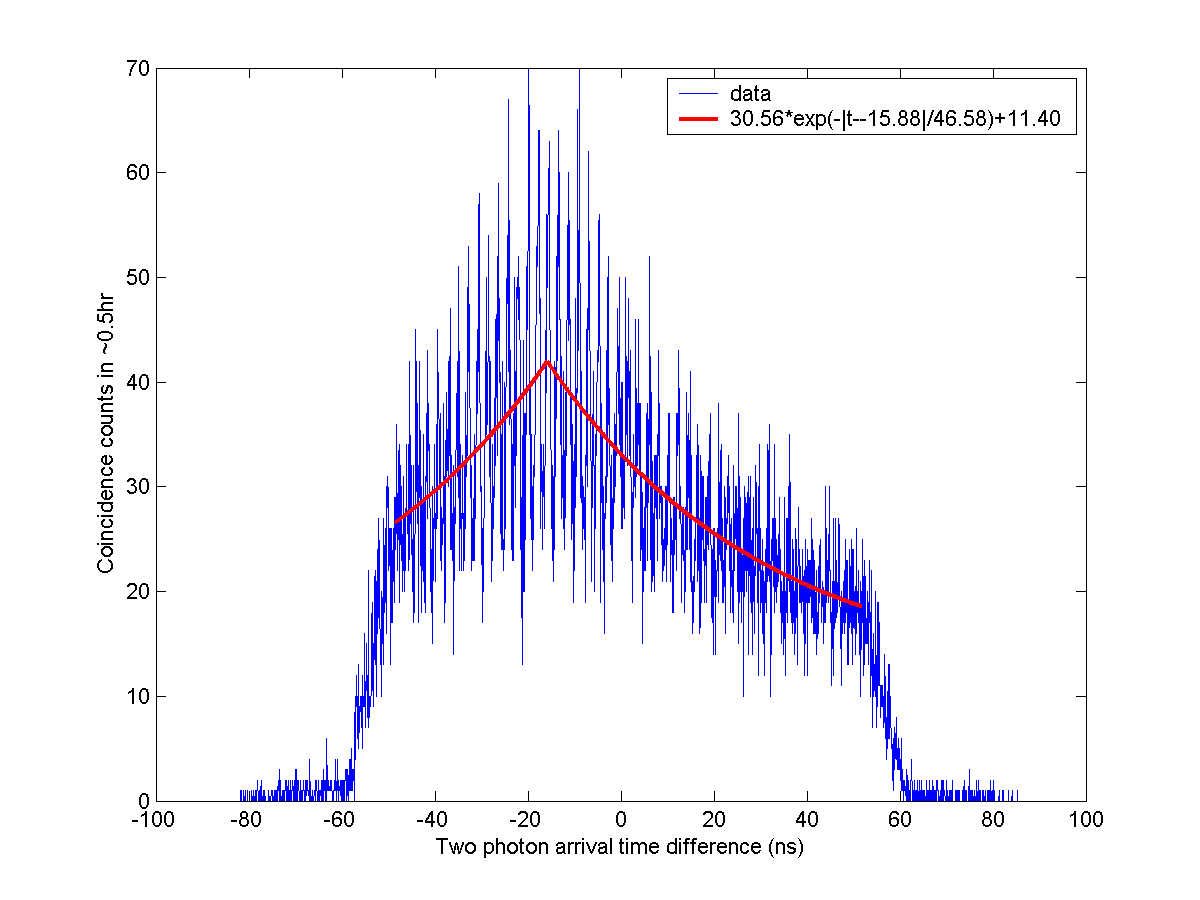 data
30.56*exp(-|t--15.88|/46.58)+11.40
70
60
50
40
30
20
10
0
Coincidence counts in ~0.5hr
-100 -80 -60 -40 -20 0 20 40 60 80 100
Two photon arrival time difference (ns)